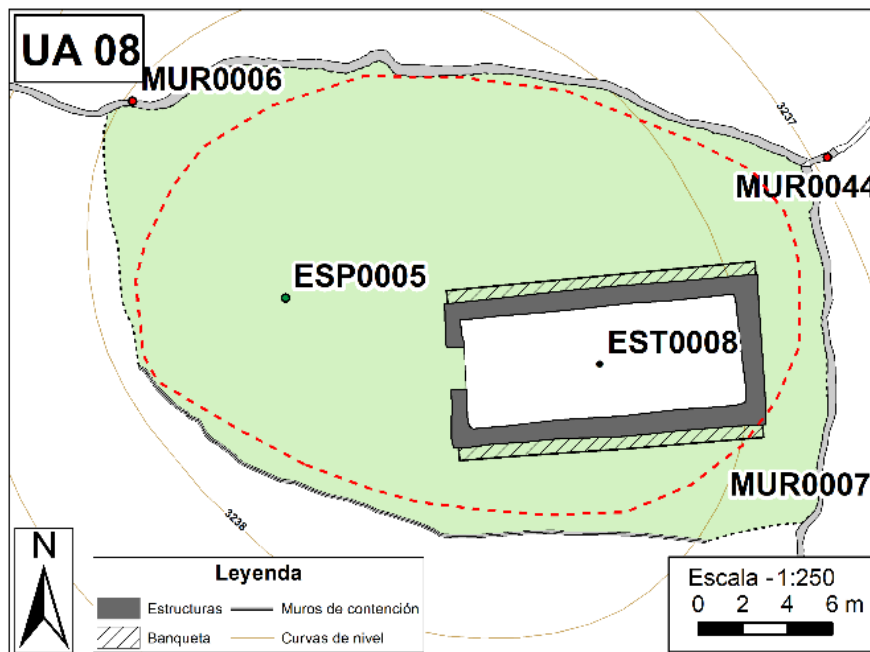 UA 08
MUR0006
3237
MUR0044
ESP0005
EST0008
MUR0007
3238
N
Leyenda
Estructuras
Muros de contención
Banqueta
Curvas de nivel
Escala -1:250
0 2 4 6 m